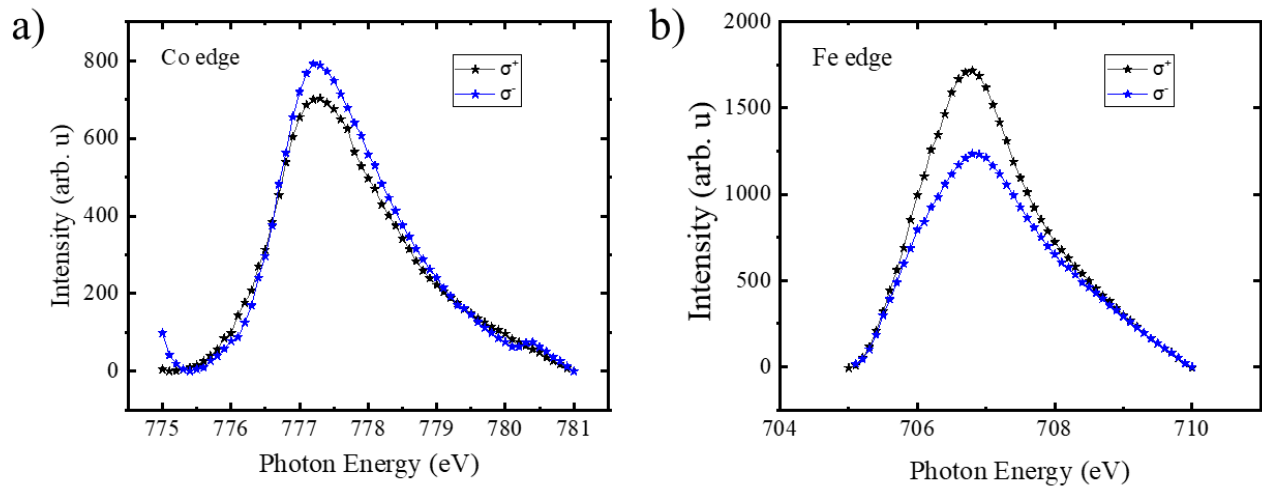 a)
Co edge
σ+
σ-
800
600
400
200
0
Intensity (arb. u)
775 776 777 778 779 780 781
Photon Energy (eV)
b)
Fe edge
σ+
σ-
2000
1500
1000
500
0
Intensity (arb. u)
704 706 708 710
Photon Energy (eV)